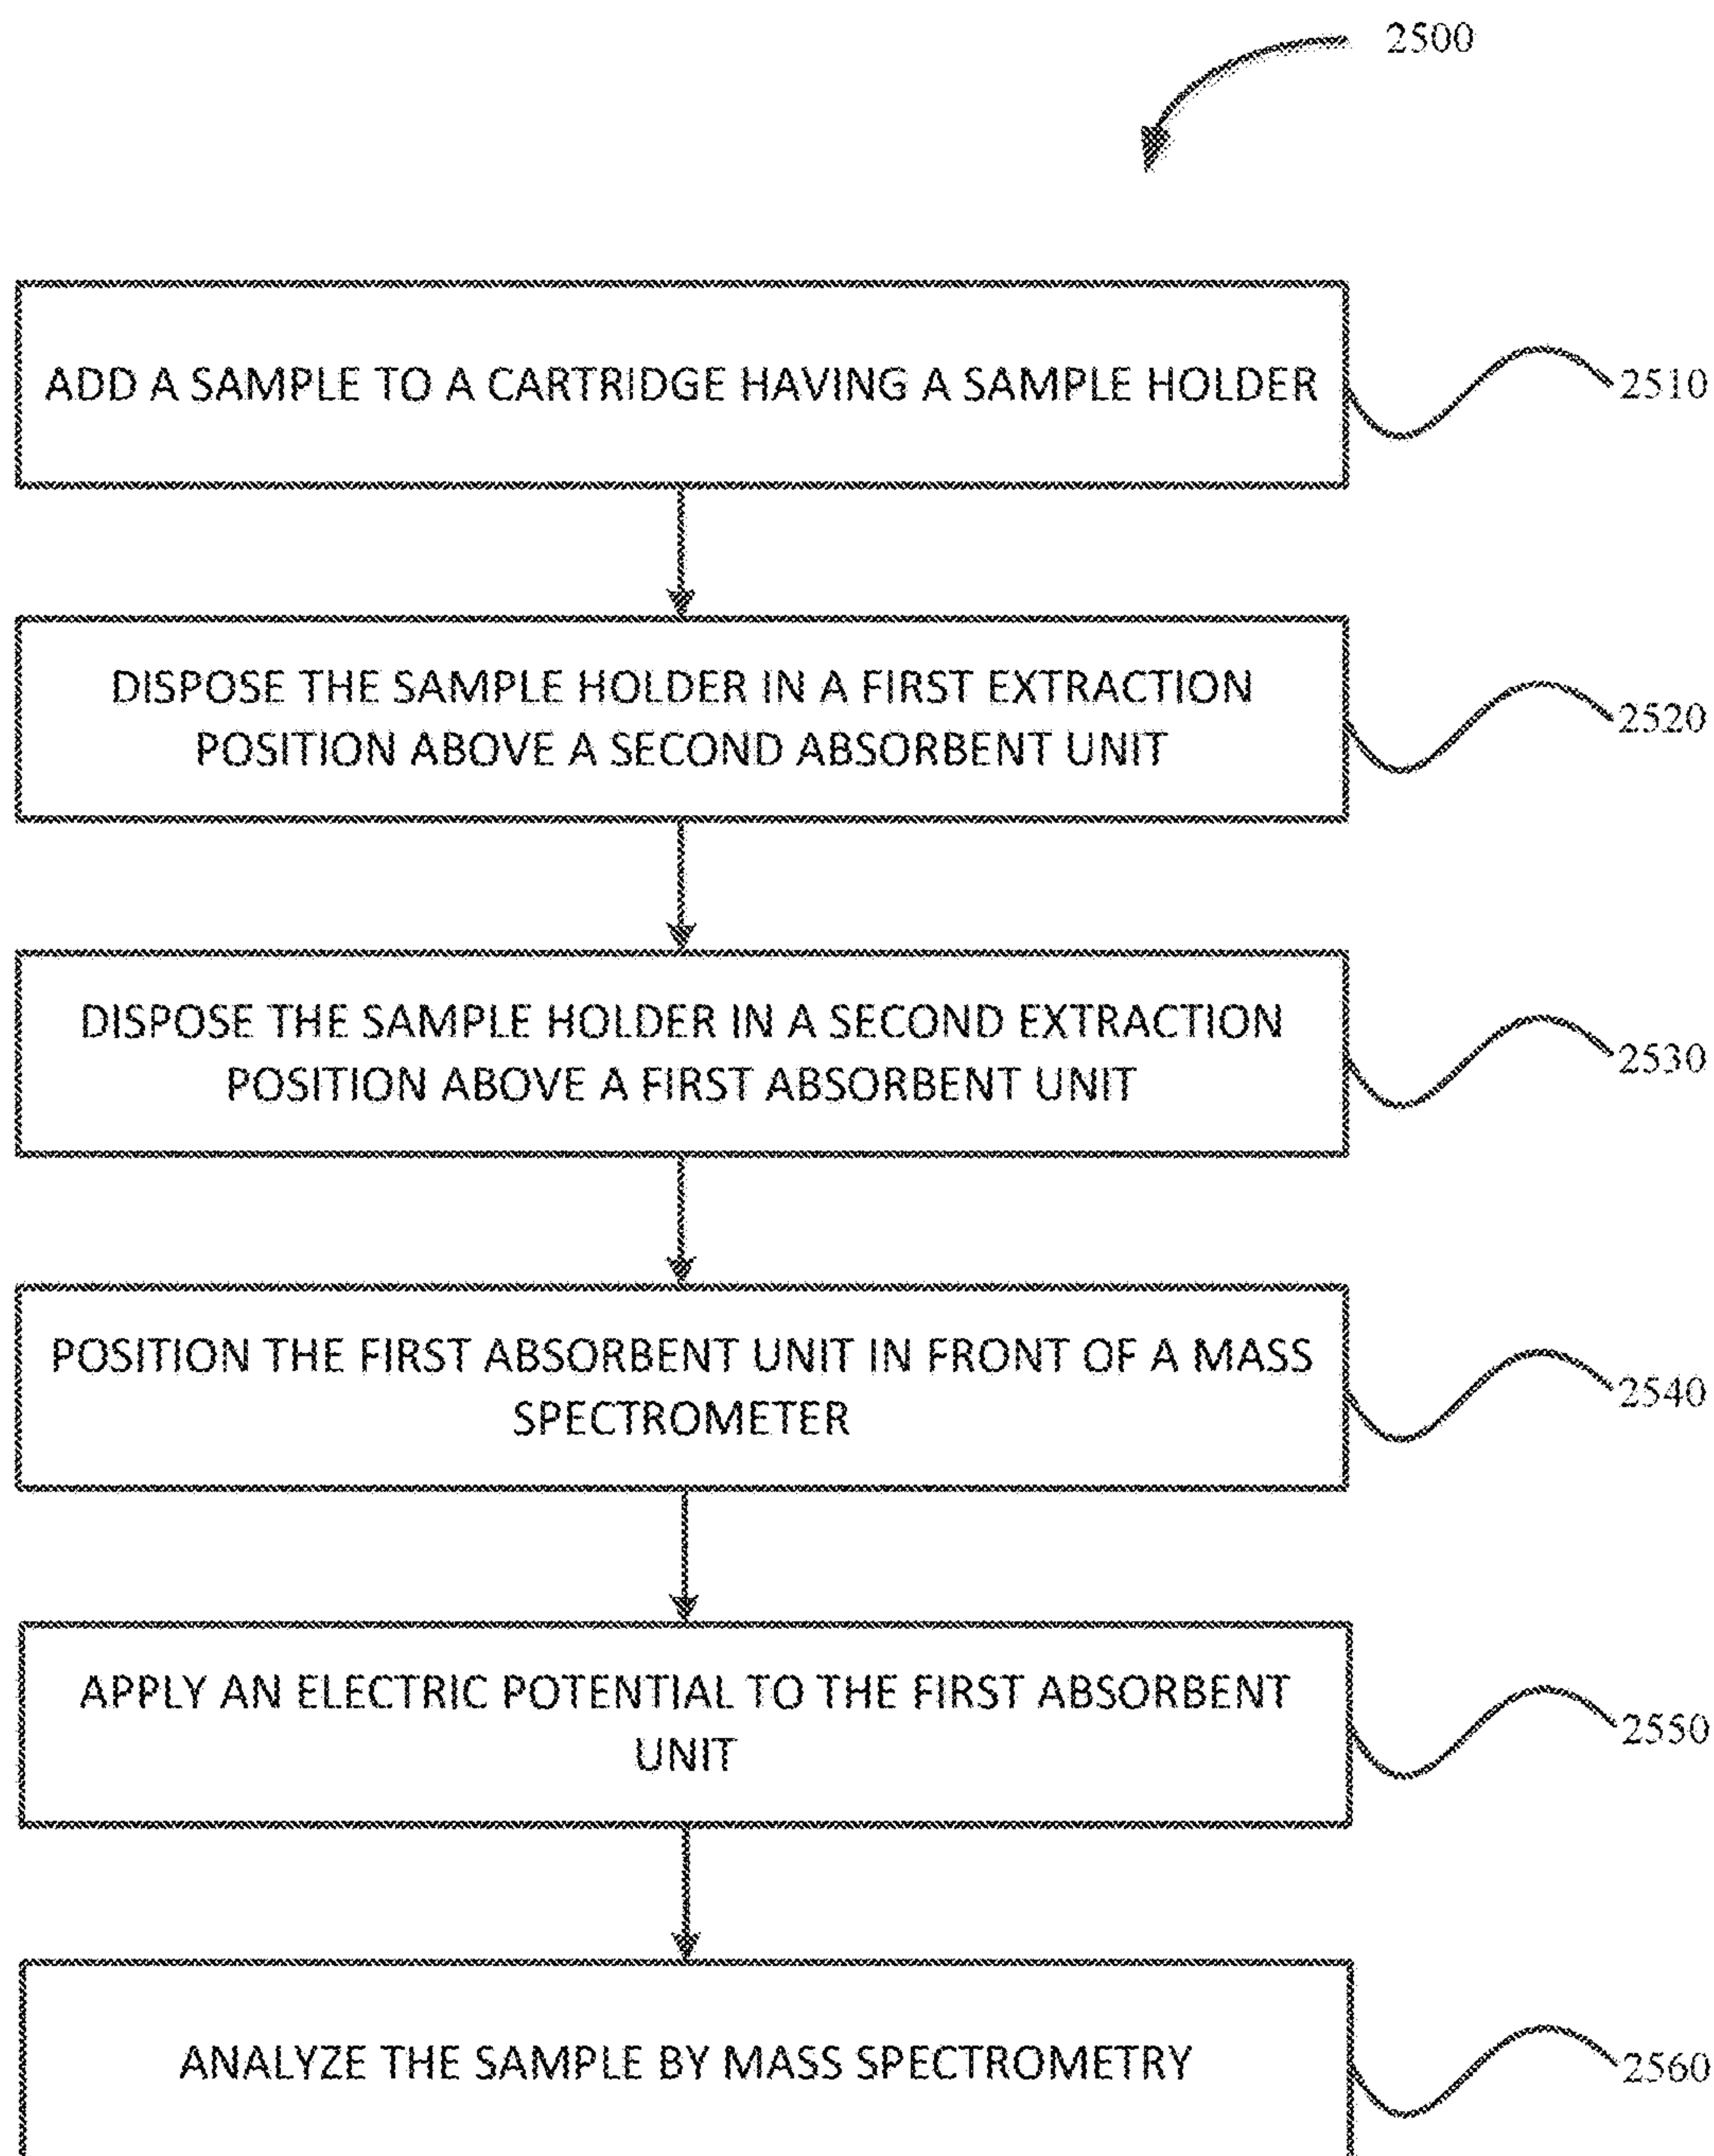 2500
ADD A SAMPLE TO A CARTRIDGE HAVING A SAMPLE HOLDER
2510
DISPOSE THE SAMPLE HOLDER IN A FIRST EXTRACTION
POSITION ABOVE A SECOND ABSORBENT UNIT
2520
DISPOSE THE SAMPLE HOLDER IN A SECOND EXTRACTION
POSITION ABOVE A FIRST ABSORBENT UNIT
2530
POSITION THE FIRST ABSORBENT UNIT IN FRONT OF A MASS
SPECTROMETER
2540
APPLY AN ELECTRIC POTENTIAL TO THE FIRST ABSORBENT
UNIT
2550
ANALYZE THE SAMPLE BY MASS SPECTROMETRY
2560